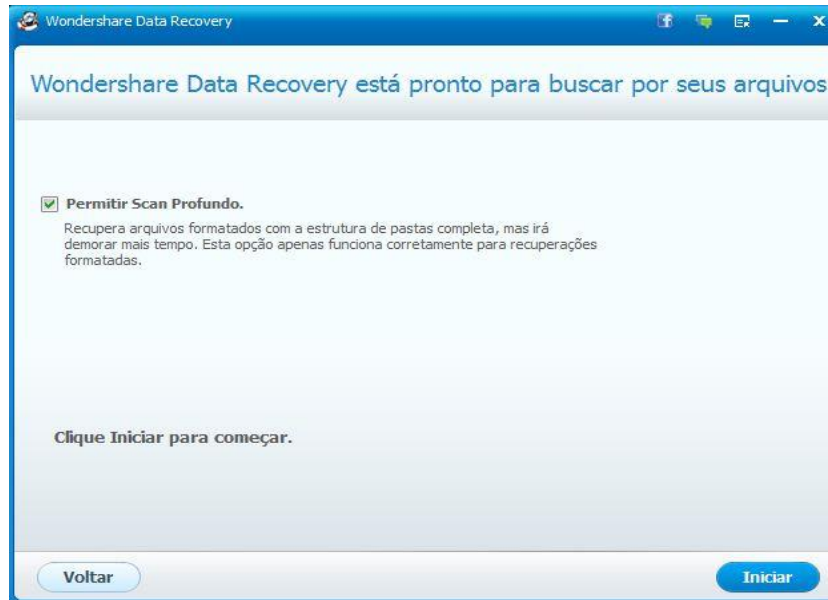 Wondershare Data Recovery
Wondershare Data Recovery está pronto para buscar por seus arquivos
Permitir Scan Profundo.
Recupera arquivos formatados com a estrutura de pastas completa, mas irá
demorar mais tempo. Esta opção apenas funciona corretamente para recuperações
formatadas.
Clique Iniciar para começar.
Voltar
Iniciar